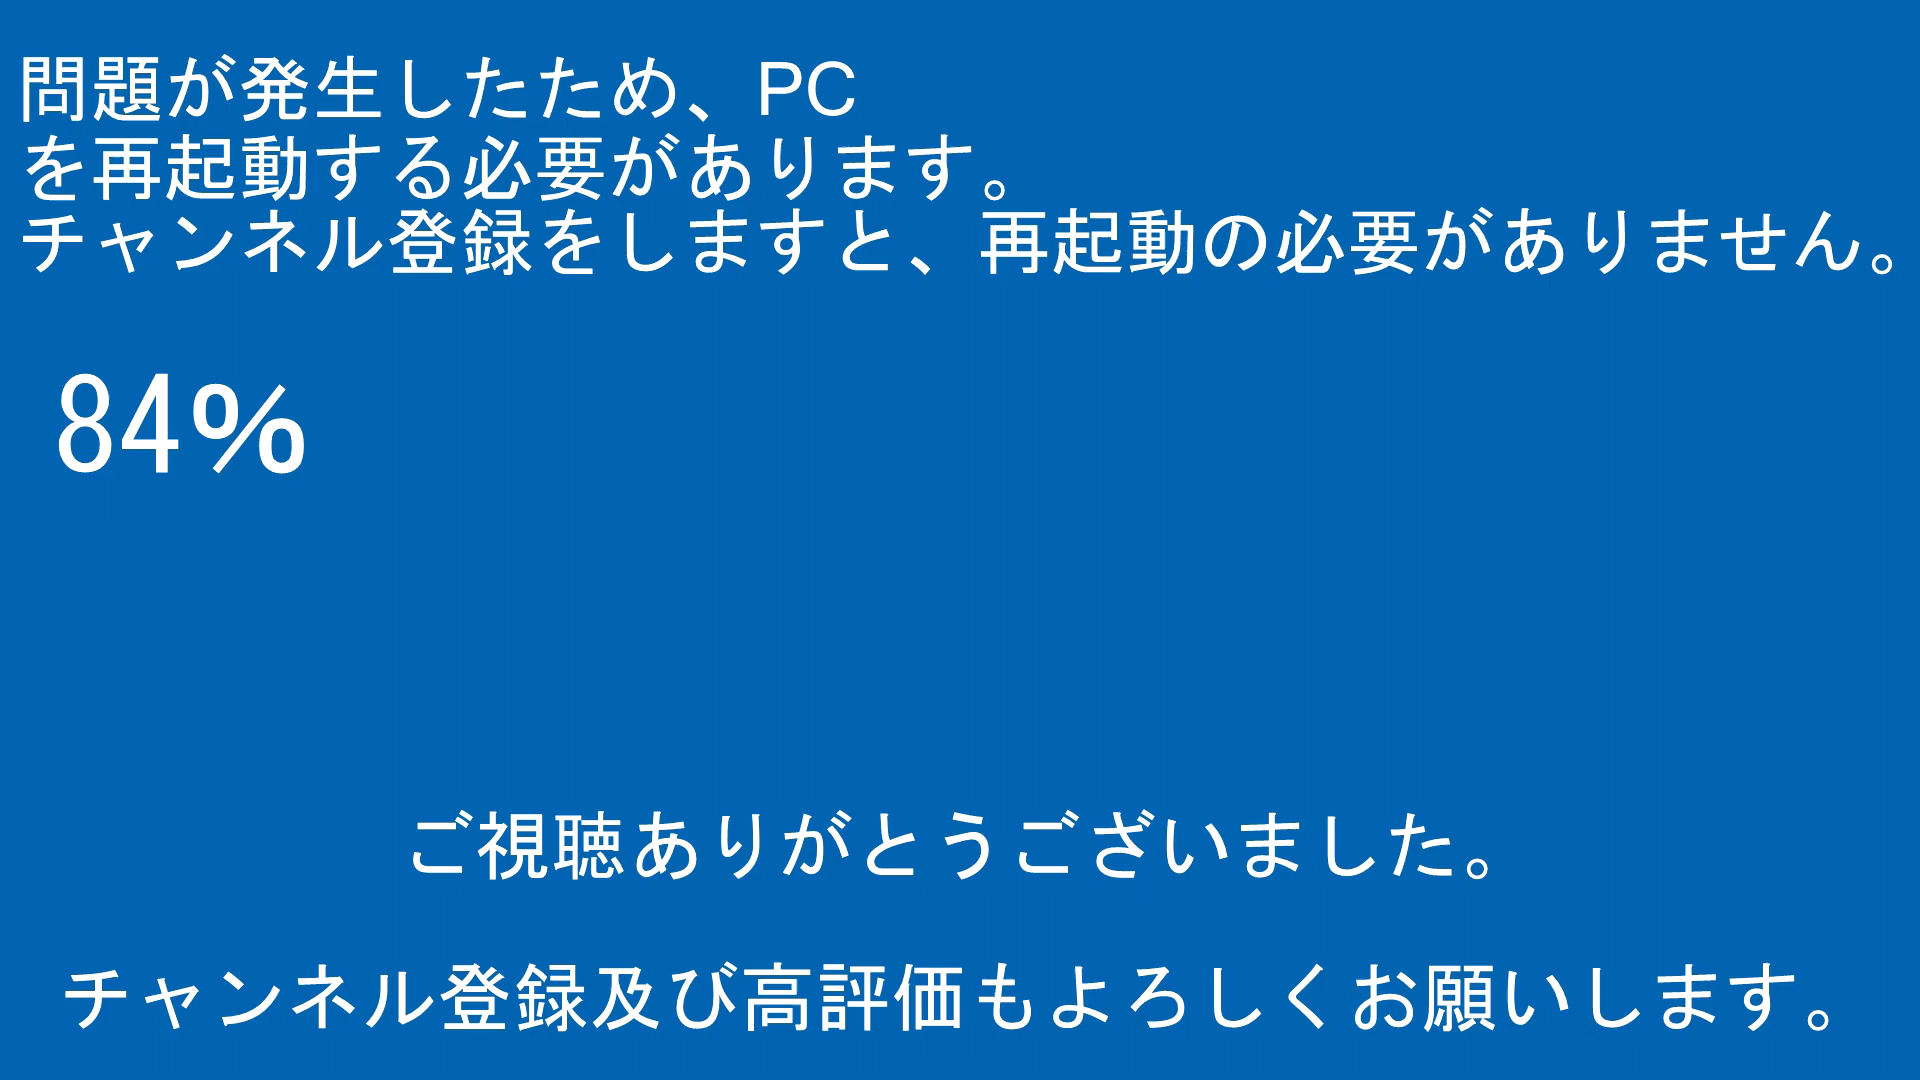 問題が発生したため、PC
を再起動する必要があります。
チャンネル登録をしますと、再起動の必要がありません。
84%
ご視聴ありがとうございました。
チャンネル登録及び高評価もよろしくお願いします。